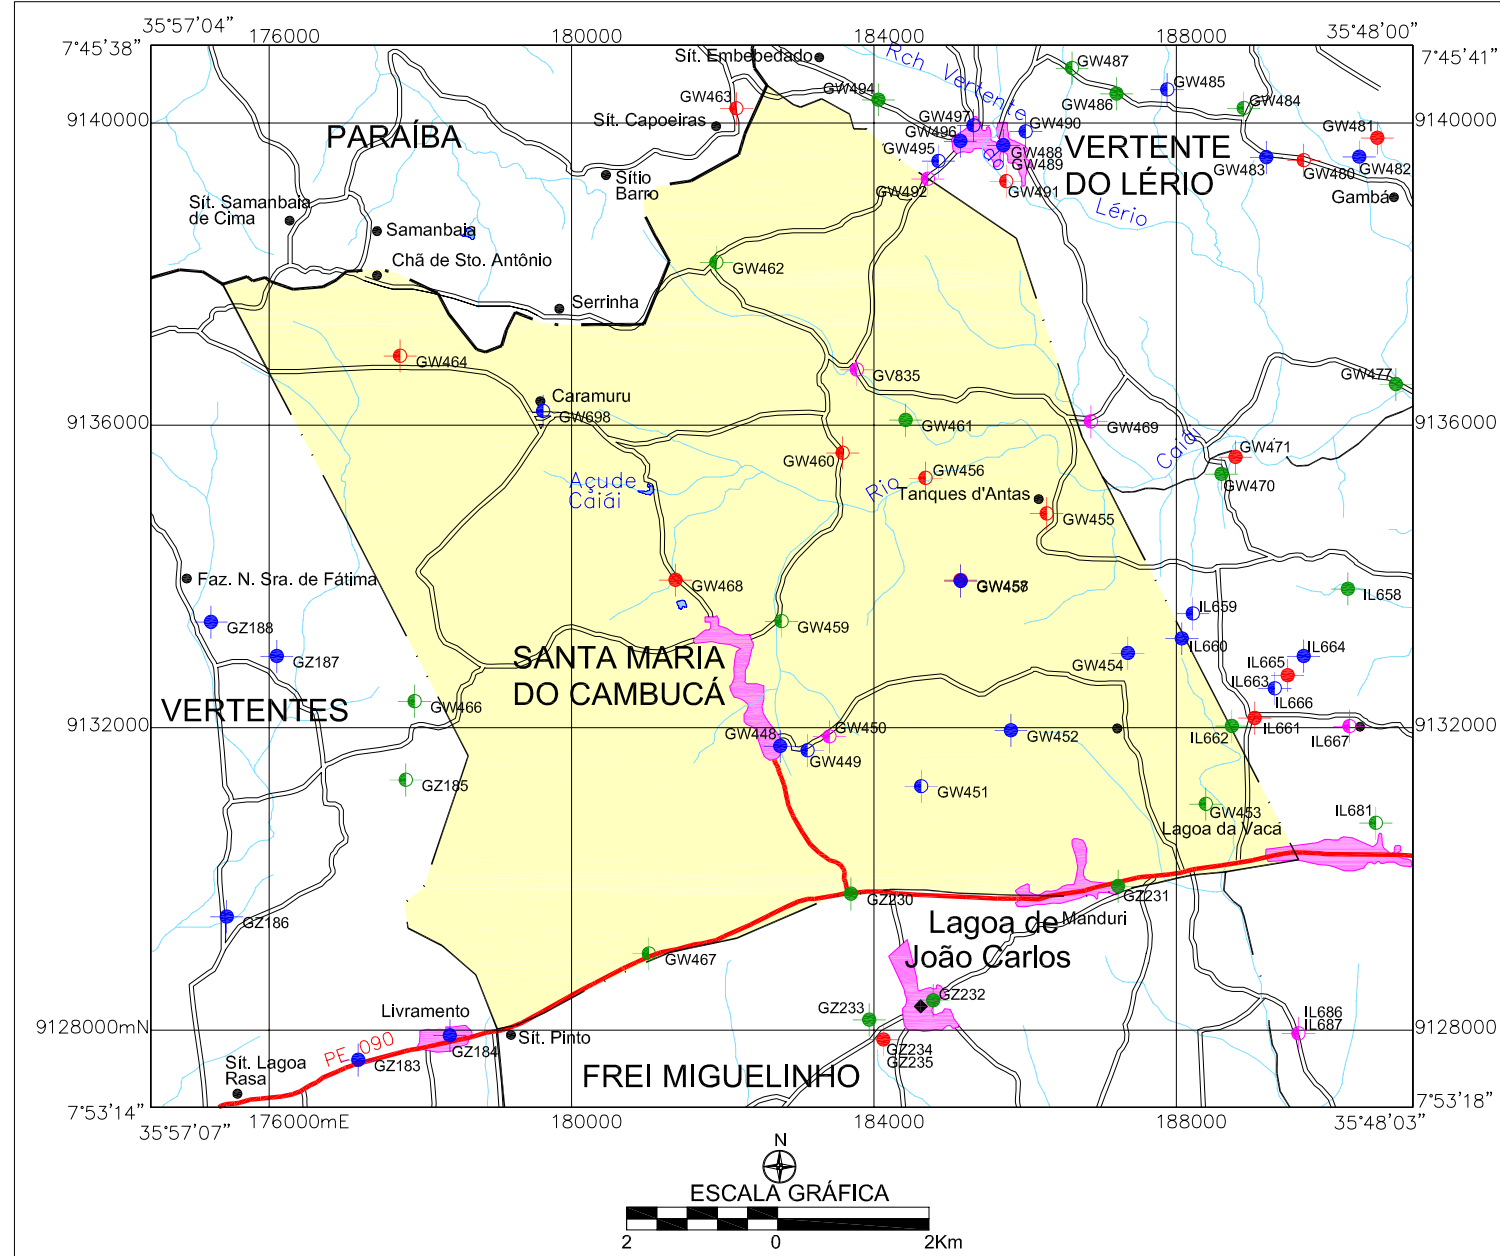 35°57'04"
176000
180000
184000
188000
35°48'00"
7°45'38"
7°45'41"
Sít. Embebedado
Rch Vertente
do
Lério
GW487
GW485
GW494
GW486
GW484
GW463
9140000
9140000
Sít. Capoeiras
GW497
GW490
GW481
PARAÍBA
GW496
GW495
GW488
GW489
VERTENTE
DO LÉRIO
GW483
GW480
GW482
Sítio
Barro
GW492
GW491
Gambá
Sít. Samanbaia
de Cima
Samanbaia
Chã de Sto. Antônio
GW462
Serrinha
GW464
GV835
GW477
Caramuru
GW698
9136000
9136000
GW461
GW469
Caiái
GW460
GW456
GW471
Açude
Caiái
Rio
Tanques d'Antas
GW470
GW455
Faz. N. Sra. de Fátima
GW468
GW458
IL658
IL659
GZ188
GW459
IL660
GZ187
SANTA MARIA
DO CAMBUCÁ
GW454
IL664
IL665
IL663
IL666
VERTENTES
GW466
9132000
9132000
GW448
GW450
GW452
IL662
IL661
IL667
GW449
GZ185
GW451
GW453
Lagoa da Vacá
IL681
GZ186
GZ230
GZ231
Lagoa de
João Carlos
Manduri
GW467
GZ232
Livramento
GZ233
IL686
IL687
9128000mN
9128000
Sít. Pinto
GZ184
PE 090
GZ183
GZ234
GZ235
Sít. Lagoa
Rasa
FREI MIGUELINHO
7°53'14"
7°53'18"
35°57'07"
176000mE
180000
184000
188000
35°48'03"
N
ESCALA GRÁFICA
2
0
2Km